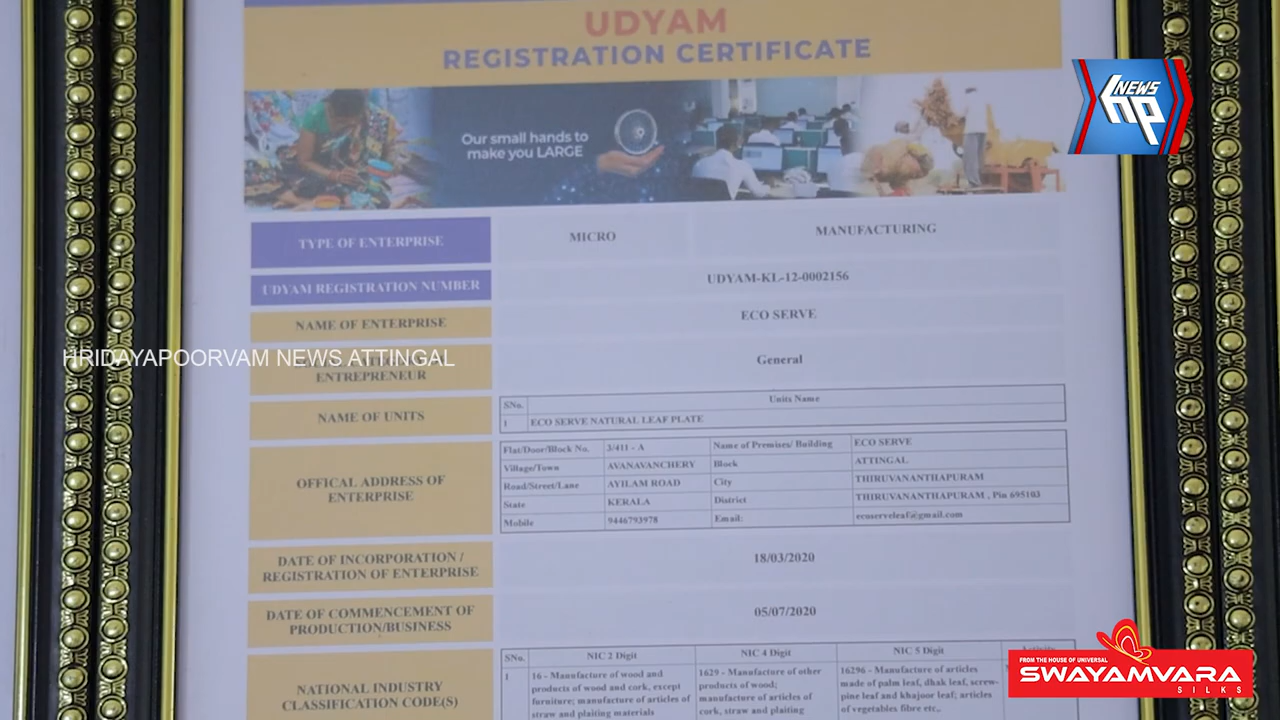 UDYAM
REGISTRATION CERTIFICATE
NEWS
hp
Our small hands to
make you LARGE
TYPE OF ENTERPRISE
MICRO
MANUFACTURING
UDYAM REGISTRATION NUMBER
UDYAM-KL-12-0002156
NAME OF ENTERPRISE
ECO SERVE
HRIDAYAPOORVAM NEWS ATTINGAL
ENTREPRENEUR
General
NAME OF UNITS
SNo. Units Name
1 ECO SERVE NATURAL LEAF PLATE
OFFICAL ADDRESS OF
ENTERPRISE
Flat/Door/Block No. 3/411 - A Name of Premises/ Building ECO SERVE
Village/Town AVANAVANCHERY Block ATTINGAL
Road/Street/Lane AYILAM ROAD City THIRUVANANTHAPURAM
State KERALA District THIRUVANANTHAPURAM , Pin 695103
Mobile 9446793978 Email: ecoserveleaf@gmail.com
DATE OF INCORPORATION /
REGISTRATION OF ENTERPRISE
18/03/2020
DATE OF COMMENCEMENT OF
PRODUCTION/BUSINESS
05/07/2020
NATIONAL INDUSTRY
CLASSIFICATION CODE(S)
SNo. NIC 2 Digit NIC 4 Digit NIC 5 Digit
1
16 - Manufacture of wood and
products of wood and cork, except
furniture; manufacture of articles of
straw and plaiting materials
1629 - Manufacture of other
products of wood;
manufacture of articles of
cork, straw and plaiting
16296 - Manufacture of articles
made of palm leaf, dhak leaf, screw-
pine leaf and khajoor leaf; articles
of vegetables fibre etc.,
FROM THE HOUSE OF UNIVERSAL
SWAYAMVARA
SILKS